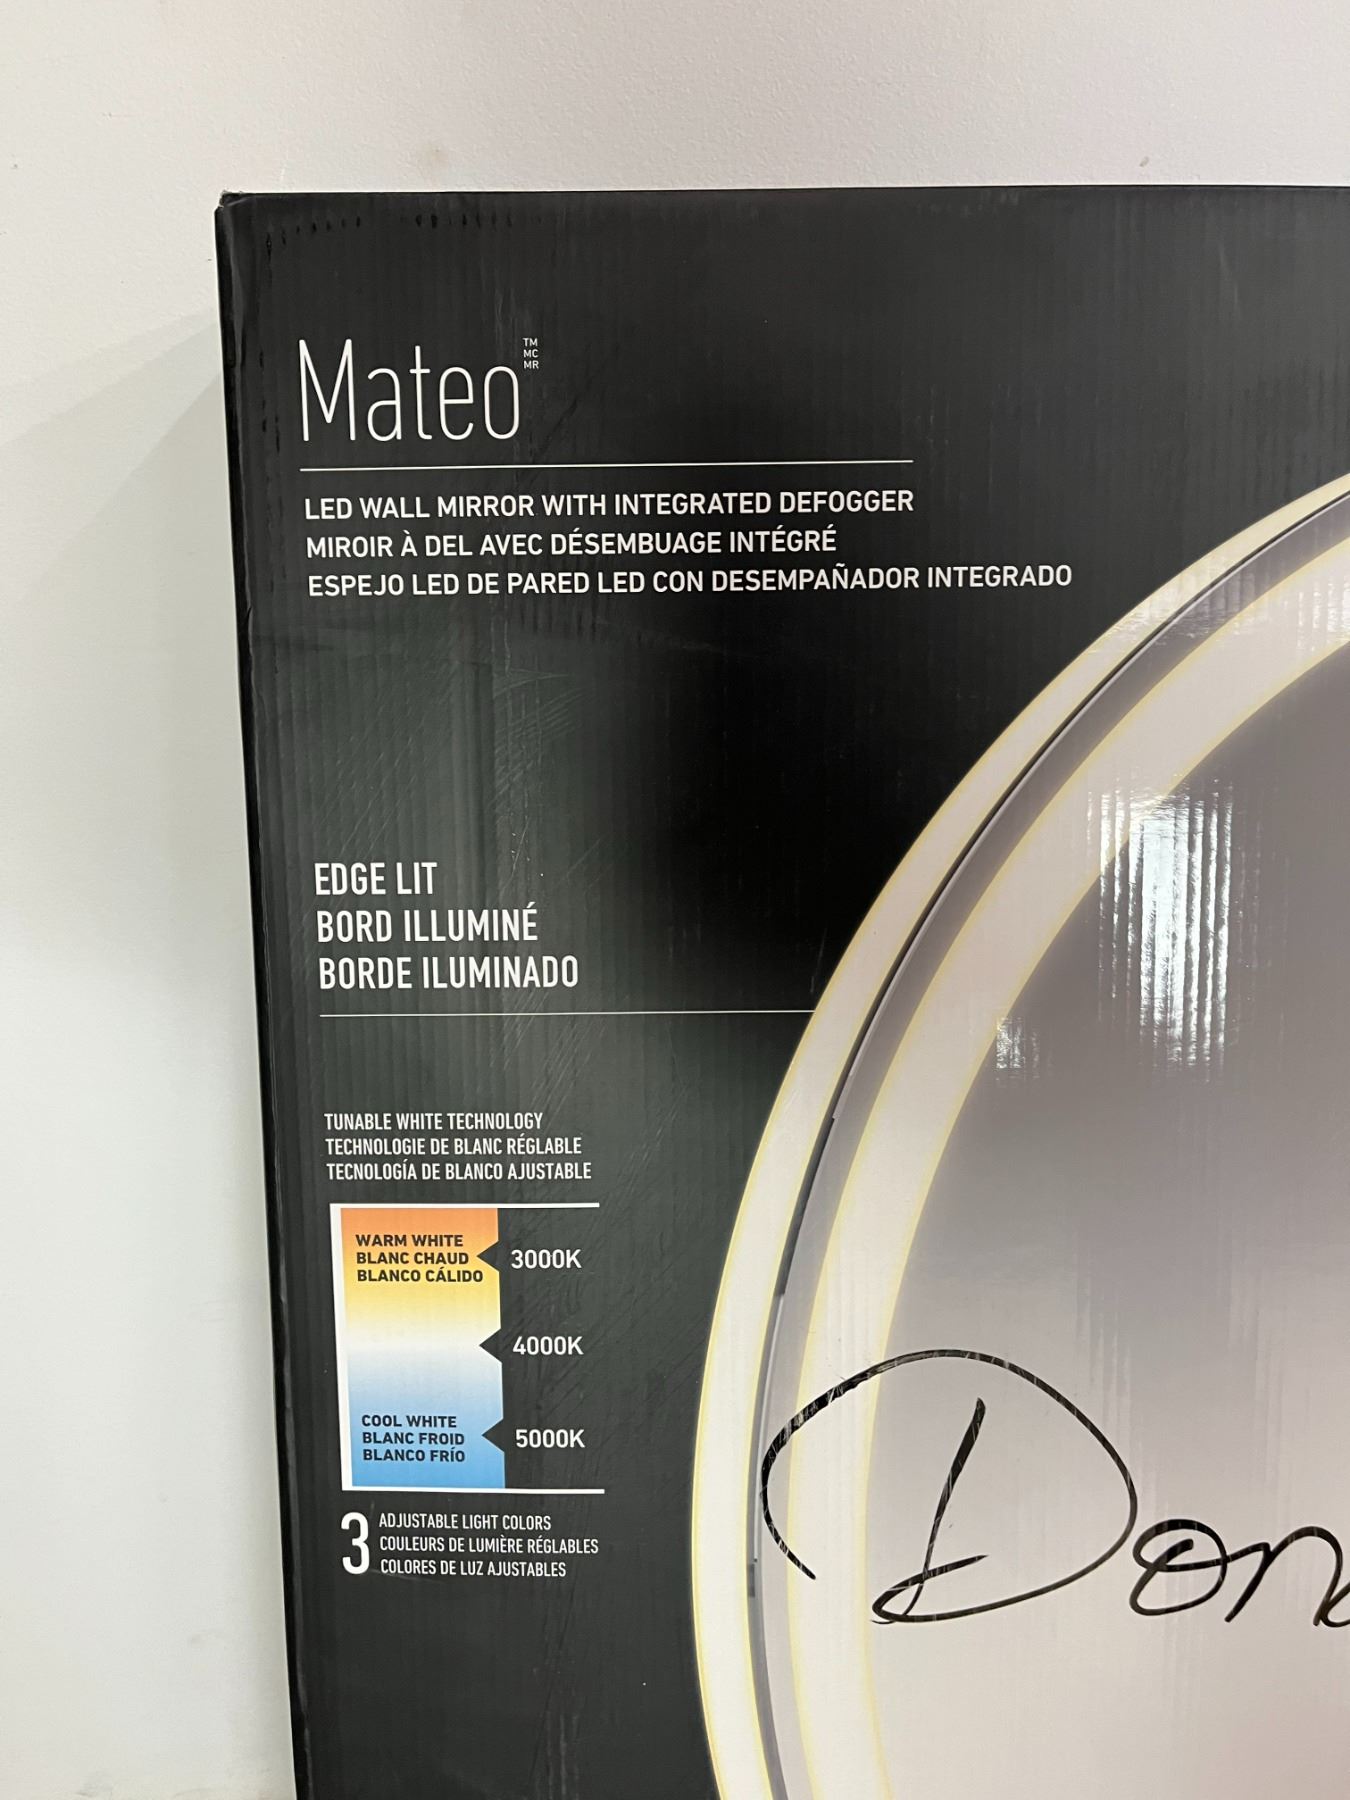 Mateo
TM
MC
MR
LED WALL MIRROR WITH INTEGRATED DEFOGGER
MIROIR À DEL AVEC DÉSEMBUAGE INTÉGRÉ
ESPEJO LED DE PARED LED CON DESEMPAÑADOR INTEGRADO
EDGE LIT
BORD ILLUMINÉ
BORDE ILUMINADO
TUNABLE WHITE TECHNOLOGY
TECHNOLOGIE DE BLANC RÉGLABLE
TECNOLOGÍA DE BLANCO AJUSTABLE
WARM WHITE
BLANC CHAUD
BLANCO CÁLIDO
3000K
4000K
COOL WHITE
BLANC FROID
BLANCO FRÍO
5000K
3
ADJUSTABLE LIGHT COLORS
COULEURS DE LUMIÈRE RÉGLABLES
COLORES DE LUZ AJUSTABLES